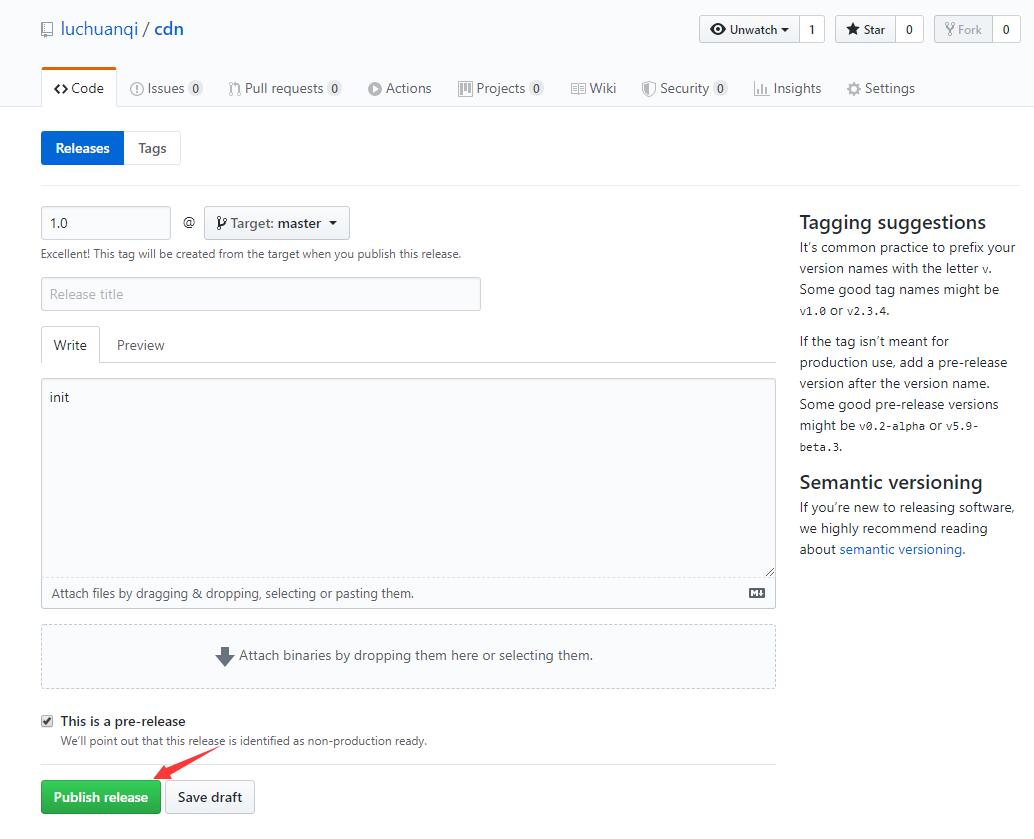 luchuanqi / cdn
Unwatch 1 Star 0 Fork 0
Code Issues 0 Pull requests 0 Actions Projects 0 Wiki Security 0 Insights Settings
Releases Tags
1.0 @ Target: master
Excellent! This tag will be created from the target when you publish this release.
Release title
Write Preview
init
Attach files by dragging & dropping, selecting or pasting them.
Attach binaries by dropping them here or selecting them.
This is a pre-release
We'll point out that this release is identified as non-production ready.
Publish release Save draft
Tagging suggestions
It's common practice to prefix your
version names with the letter v.
Some good tag names might be
v1.0 or v2.3.4.
If the tag isn't meant for
production use, add a pre-release
version after the version name.
Some good pre-release versions
might be v0.2-alpha or v5.9-
beta.3.
Semantic versioning
If you're new to releasing software,
we highly recommend reading
about semantic versioning.